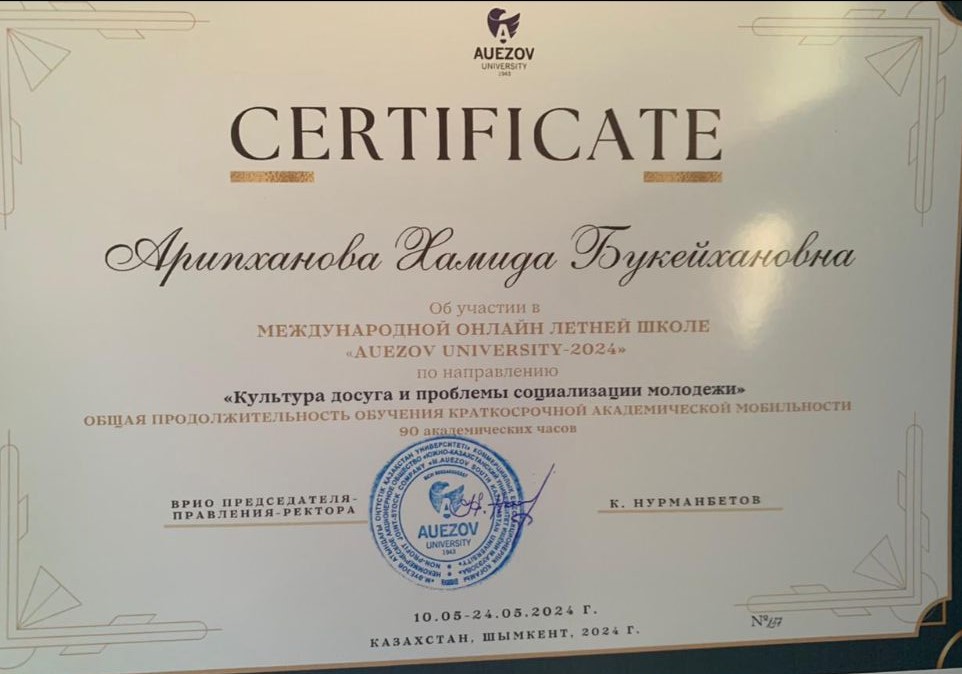 AUEZOV
UNIVERSITY
1943
CERTIFICATE
Арипханова Хамида Букейхановна
Об участии в
МЕЖДУНАРОДНОЙ ОНЛАЙН ЛЕТНЕЙ ШКОЛЕ
«AUEZOV UNIVERSITY-2024»
по направлению
«Культура досуга и проблемы социализации молодежи»
ОБЩАЯ ПРОДОЛЖИТЕЛЬНОСТЬ ОБУЧЕНИЯ КРАТКОСРОЧНОЙ АКАДЕМИЧЕСКОЙ МОБИЛЬНОСТИ
90 академических часов
ВРИО ПРЕДСЕДАТЕЛЯ-
ПРАВЛЕНИЯ-РЕКТОРА
AUEZOV
UNIVERSITY
1943
К. НУРМАНБЕТОВ
10.05-24.05.2024 Г.
КАЗАХСТАН, ШЫМКЕНТ, 2024 Г.
№